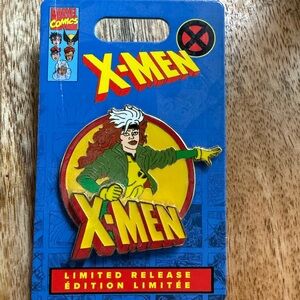 MARVEL
COMICS
X-MEN
X-MEN
LIMITED RELEASE
ÉDITION LIMITÉE